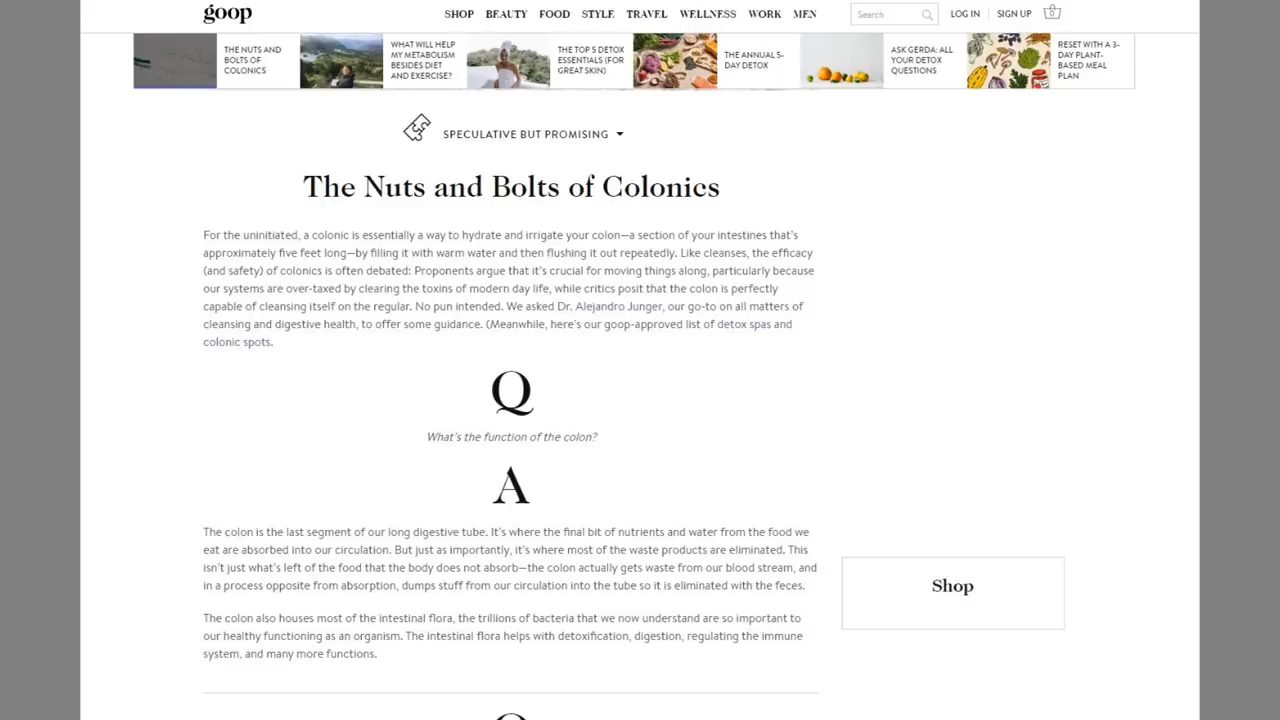 goop
SHOP BEAUTY FOOD STYLE TRAVEL WELLNESS WORK MEN
Search
LOG IN
SIGN UP
0
THE NUTS AND
BOLTS OF
COLONICS
WHAT WILL HELP
MY METABOLISM
BESIDES DIET
AND EXERCISE?
THE TOP 5 DETOX
ESSENTIALS (FOR
GREAT SKIN)
THE ANNUAL 5-
DAY DETOX
ASK GERDA: ALL
YOUR DETOX
QUESTIONS
RESET WITH A 3-
DAY PLANT-
BASED MEAL
PLAN
SPECULATIVE BUT PROMISING
The Nuts and Bolts of Colonics
For the uninitiated, a colonic is essentially a way to hydrate and irrigate your colon—a section of your intestines that's
approximately five feet long—by filling it with warm water and then flushing it out repeatedly. Like cleanses, the efficacy
(and safety) of colonics is often debated: Proponents argue that it's crucial for moving things along, particularly because
our systems are over-taxed by clearing the toxins of modern day life, while critics posit that the colon is perfectly
capable of cleansing itself on the regular. No pun intended. We asked Dr. Alejandro Junger, our go-to on all matters of
cleansing and digestive health, to offer some guidance. (Meanwhile, here's our goop-approved list of detox spas and
colonic spots.
Q
What's the function of the colon?
A
The colon is the last segment of our long digestive tube. It's where the final bit of nutrients and water from the food we
eat are absorbed into our circulation. But just as importantly, it's where most of the waste products are eliminated. This
isn't just what's left of the food that the body does not absorb—the colon actually gets waste from our blood stream, and
in a process opposite from absorption, dumps stuff from our circulation into the tube so it is eliminated with the feces.
The colon also houses most of the intestinal flora, the trillions of bacteria that we now understand are so important to
our healthy functioning as an organism. The intestinal flora helps with detoxification, digestion, regulating the immune
system, and many more functions.
Shop